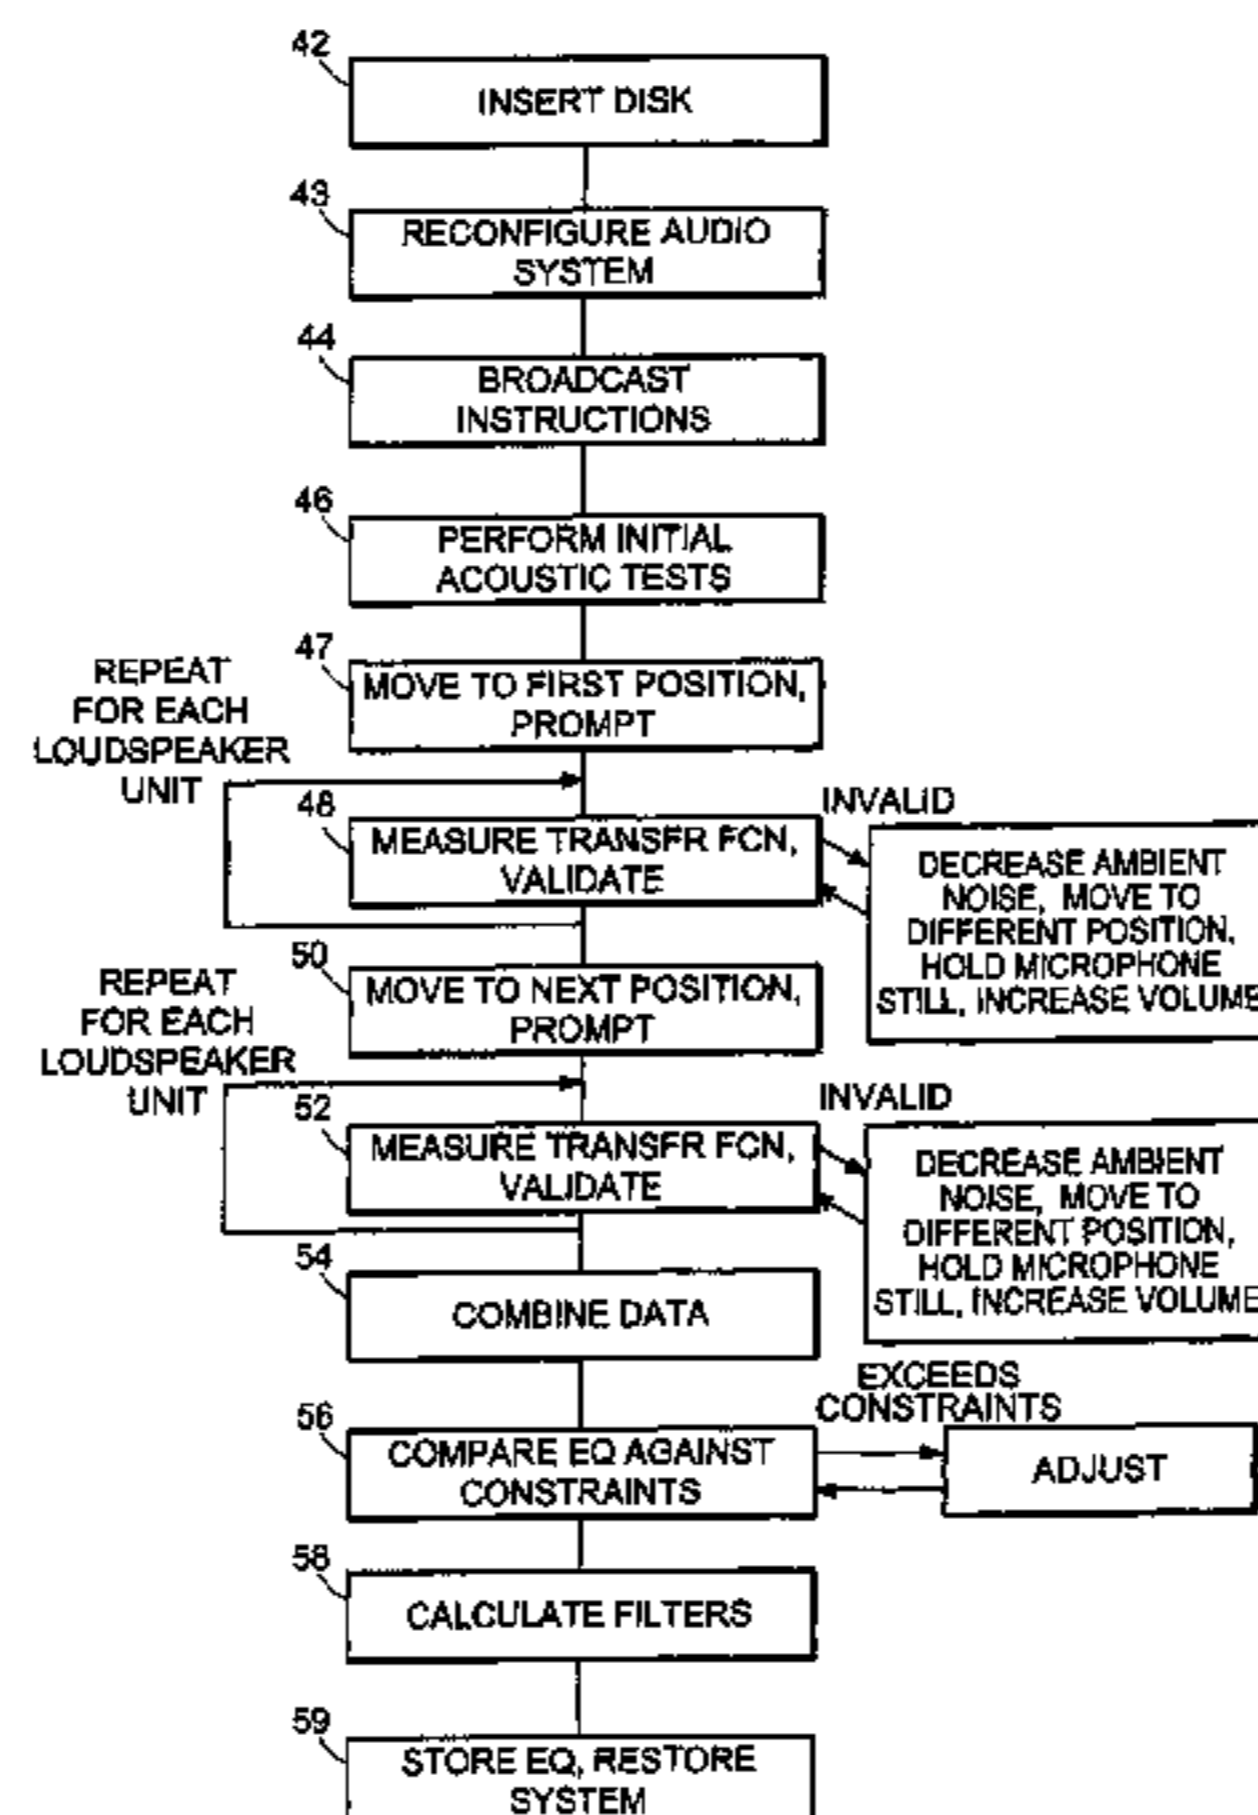 42
INSERT DISK
43
RECONFIGURE AUDIO
SYSTEM
44
BROADCAST
INSTRUCTIONS
46
PERFORM INITIAL
ACOUSTIC TESTS
47
MOVE TO FIRST POSITION,
PROMPT
REPEAT
FOR EACH
LOUDSPEAKER
UNIT
48
MEASURE TRANSFR FCN,
VALIDATE
INVALID
DECREASE AMBIENT
NOISE, MOVE TO
DIFFERENT POSITION,
HOLD MICROPHONE
STILL, INCREASE VOLUME
50
MOVE TO NEXT POSITION,
PROMPT
REPEAT
FOR EACH
LOUDSPEAKER
UNIT
52
MEASURE TRANSFR FCN,
VALIDATE
INVALID
DECREASE AMBIENT
NOISE, MOVE TO
DIFFERENT POSITION,
HOLD MICROPHONE
STILL, INCREASE VOLUME
54
COMBINE DATA
56
COMPARE EQ AGAINST
CONSTRAINTS
EXCEEDS
CONSTRAINTS
ADJUST
58
CALCULATE FILTERS
59
STORE EQ, RESTORE
SYSTEM